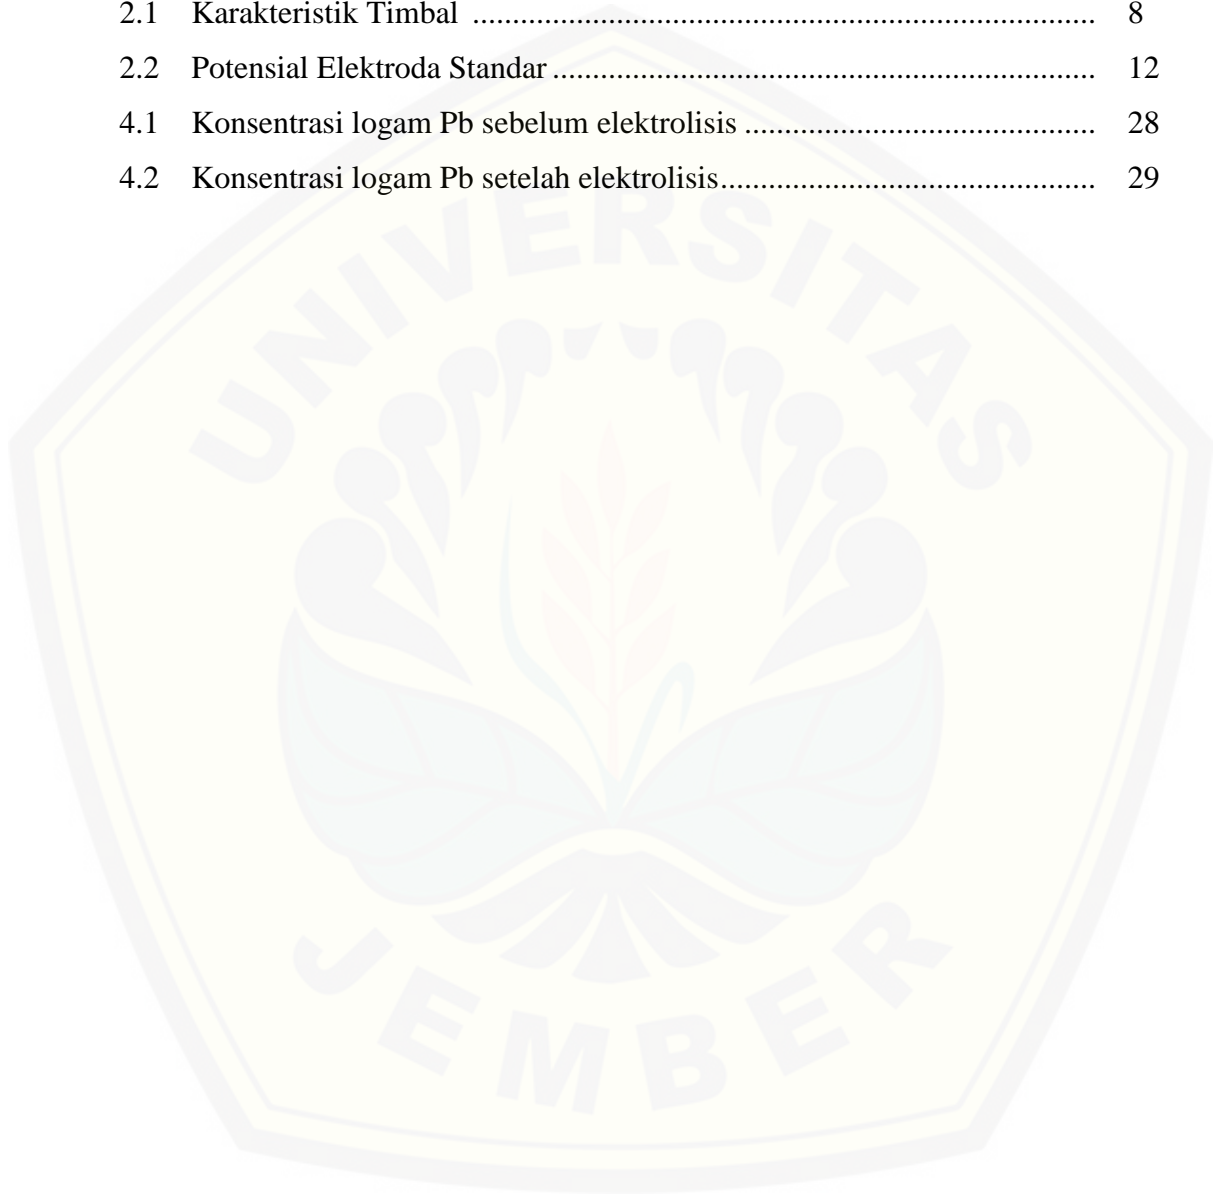 2.1 Karakteristik Timbal .............................................................................. 8
2.2 Potensial Elektroda Standar .................................................................... 12
4.1 Konsentrasi logam Pb sebelum elektrolisis ............................................ 28
4.2 Konsentrasi logam Pb setelah elektrolisis............................................... 29
UNIVERSITAS
JEMBER